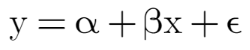 y = α + βx + ϵ